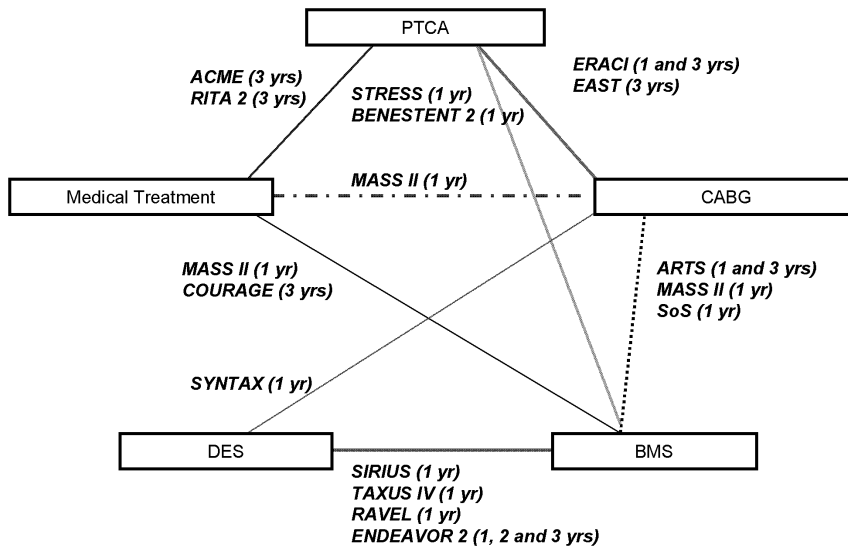 PTCA
ACME (3 yrs)
RITA 2 (3 yrs)
STRESS (1 yr)
BENESTENT 2 (1 yr)
ERACI (1 and 3 yrs)
EAST (3 yrs)
Medical Treatment
MASS II (1 yr)
CABG
MASS II (1 yr)
COURAGE (3 yrs)
ARTS (1 and 3 yrs)
MASS II (1 yr)
SoS (1 yr)
SYNTAX (1 yr)
DES
BMS
SIRIUS (1 yr)
TAXUS IV (1 yr)
RAVEL (1 yr)
ENDEAVOR 2 (1, 2 and 3 yrs)